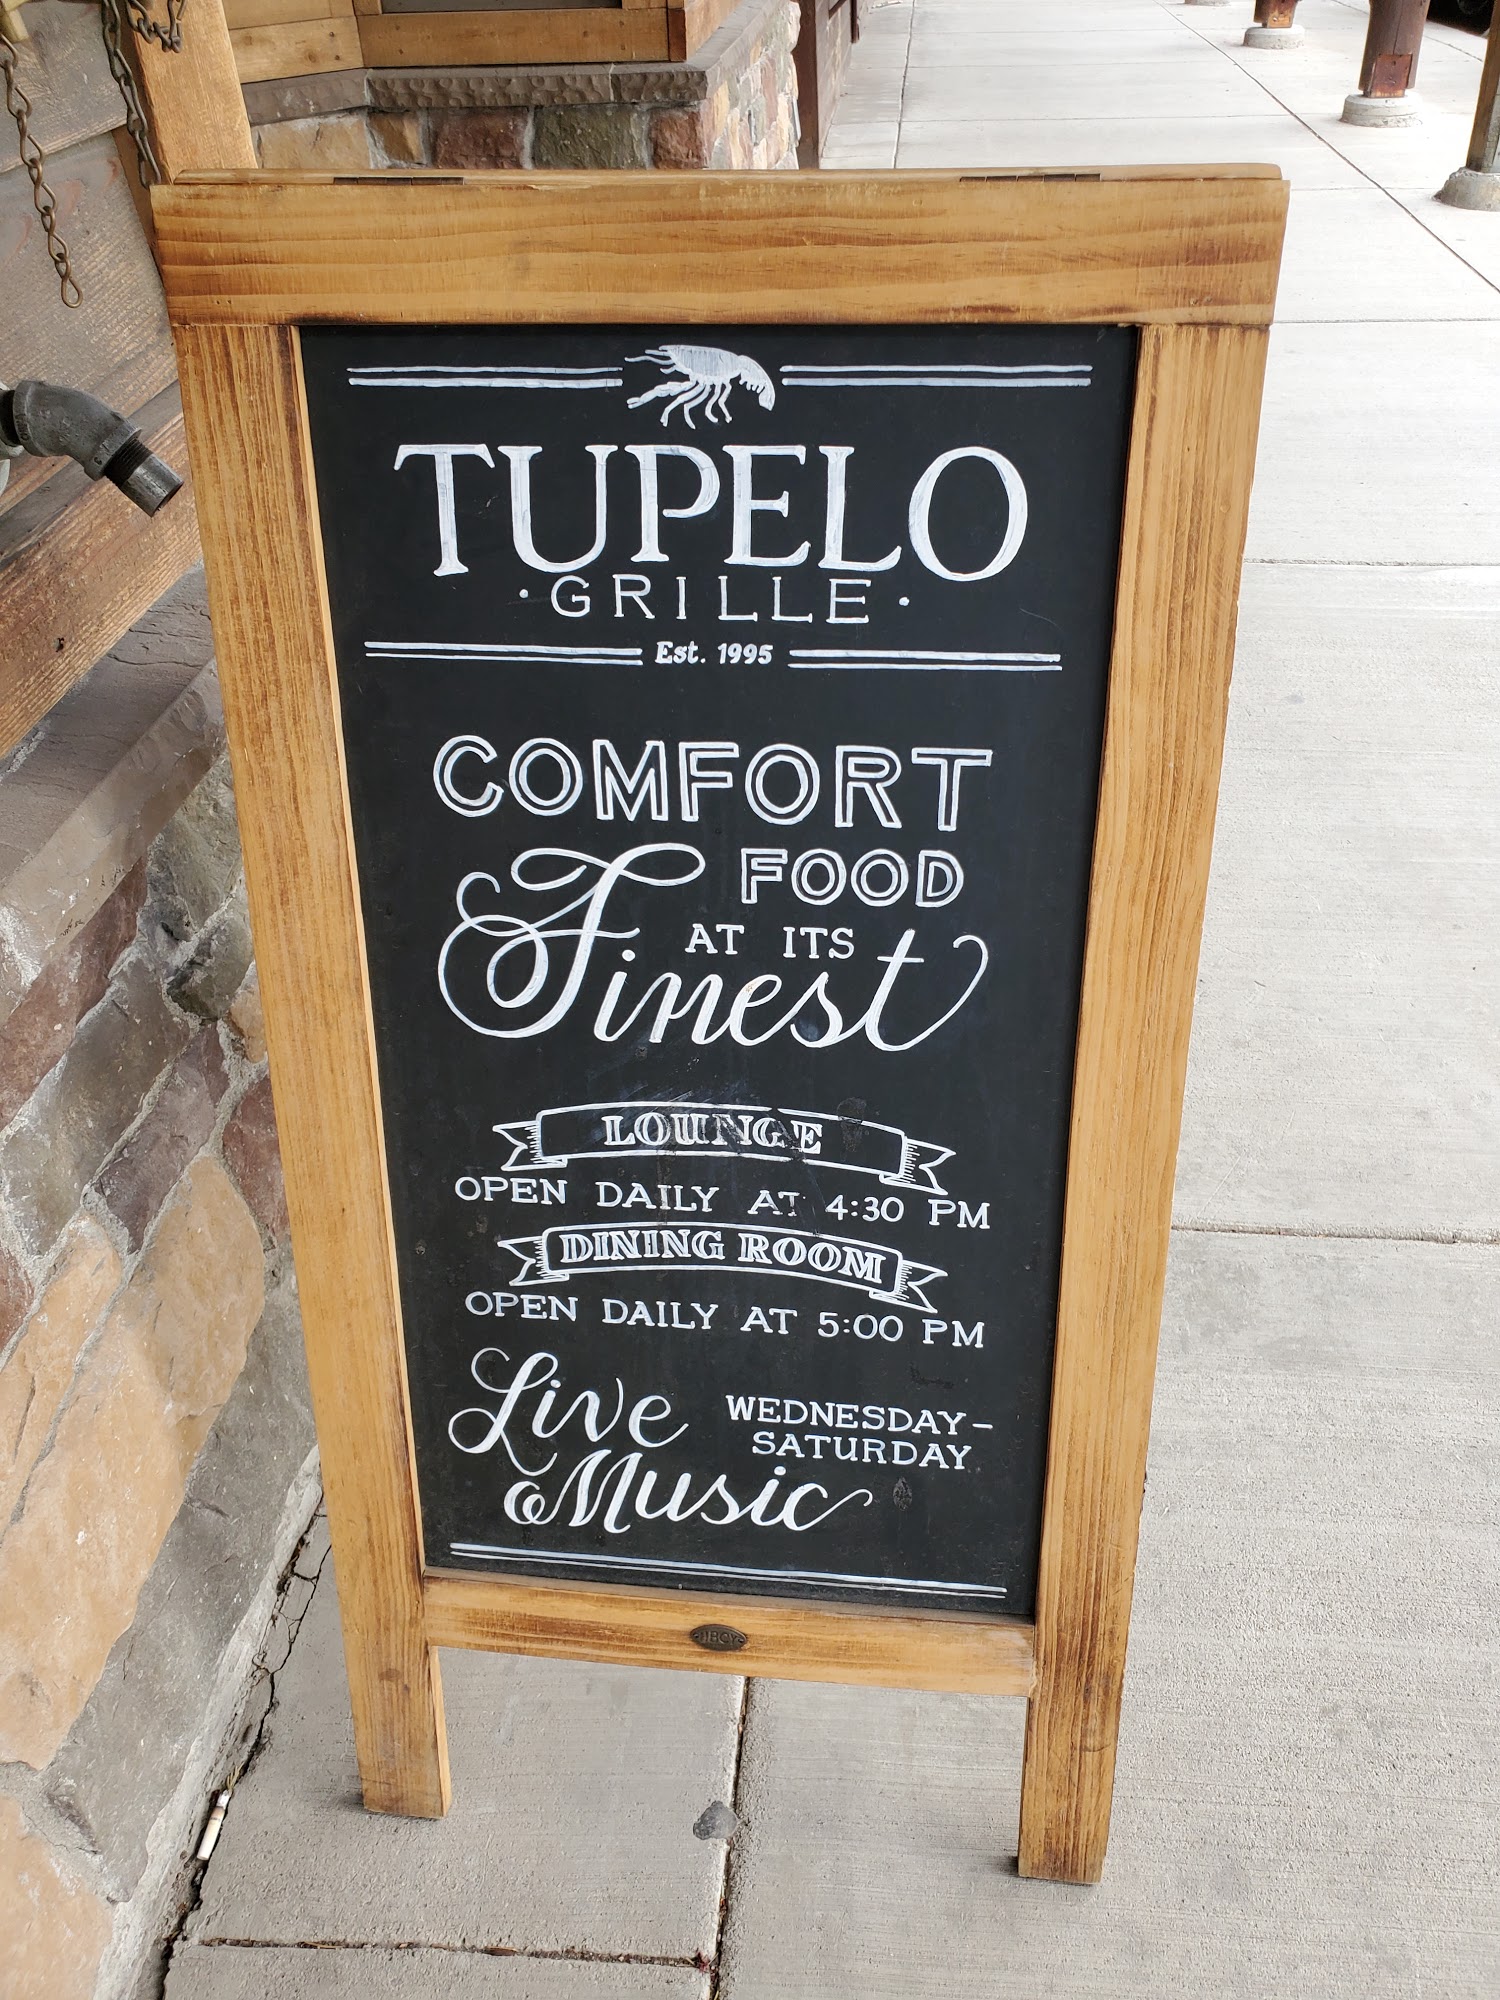 TUPELO
· GRILLE ·
Est. 1995
COMFORT
FOOD
AT ITS
Finest
LOUNGE
OPEN DAILY AT 4:30 PM
DINING ROOM
OPEN DAILY AT 5:00 PM
Live
Music
WEDNESDAY-
SATURDAY